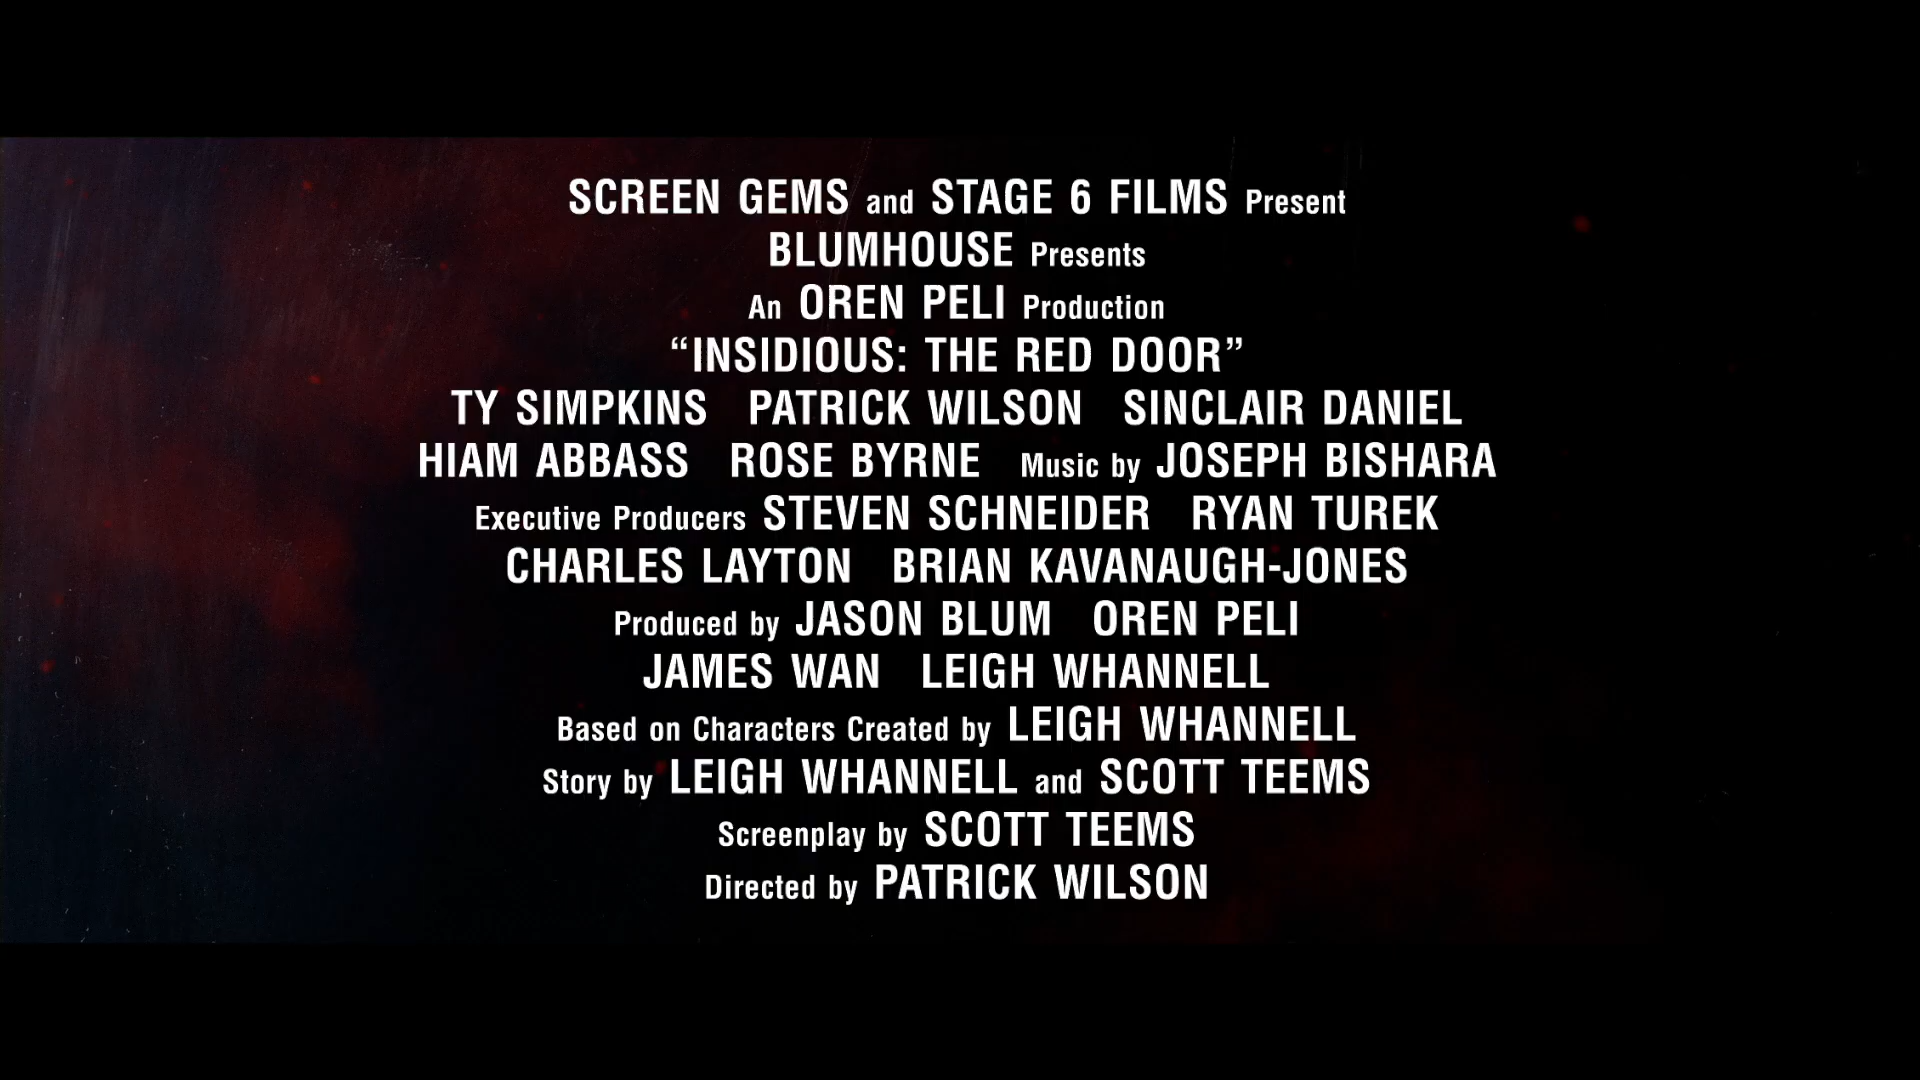 SCREEN GEMS and STAGE 6 FILMS Present
BLUMHOUSE Presents
An OREN PELI Production
“INSIDIOUS: THE RED DOOR”
TY SIMPKINS PATRICK WILSON SINCLAIR DANIEL
HIAM ABBASS ROSE BYRNE Music by JOSEPH BISHARA
Executive Producers STEVEN SCHNEIDER RYAN TUREK
CHARLES LAYTON BRIAN KAVANAUGH-JONES
Produced by JASON BLUM OREN PELI
JAMES WAN LEIGH WHANNELL
Based on Characters Created by LEIGH WHANNELL
Story by LEIGH WHANNELL and SCOTT TEEMS
Screenplay by SCOTT TEEMS
Directed by PATRICK WILSON